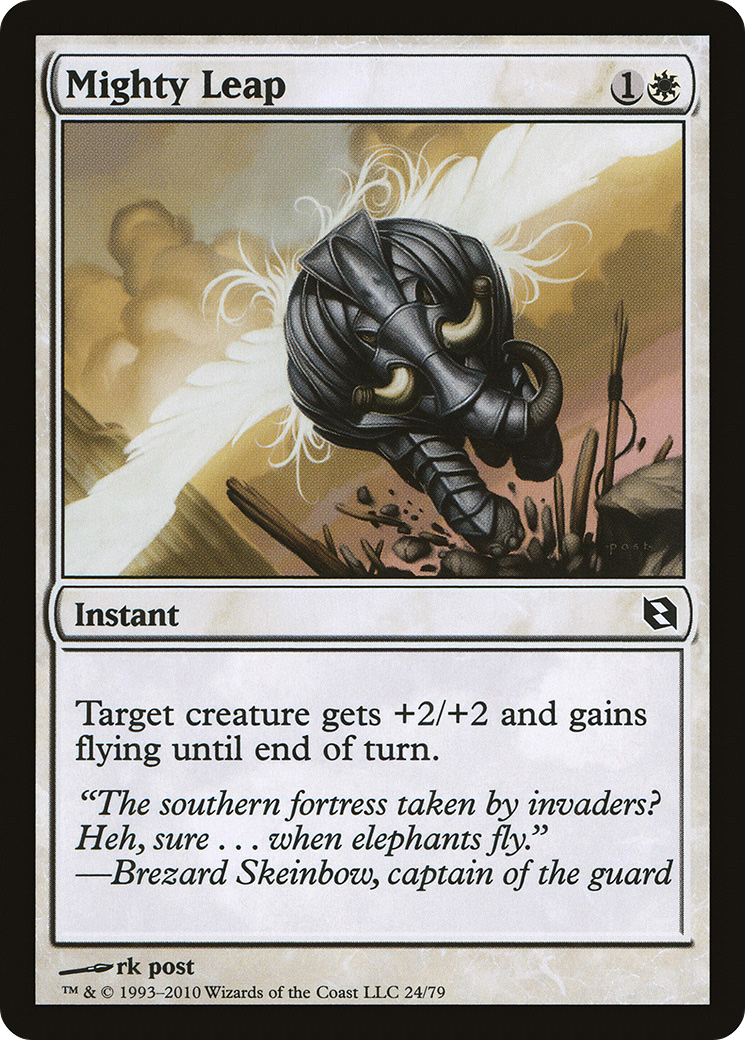 Mighty Leap
1
post
Instant
Target creature gets +2/+2 and gains
flying until end of turn.
“The southern fortress taken by invaders?
Heh, sure . . . when elephants fly.”
—Brezard Skeinbow, captain of the guard
rk post
™ & © 1993–2010 Wizards of the Coast LLC 24/79